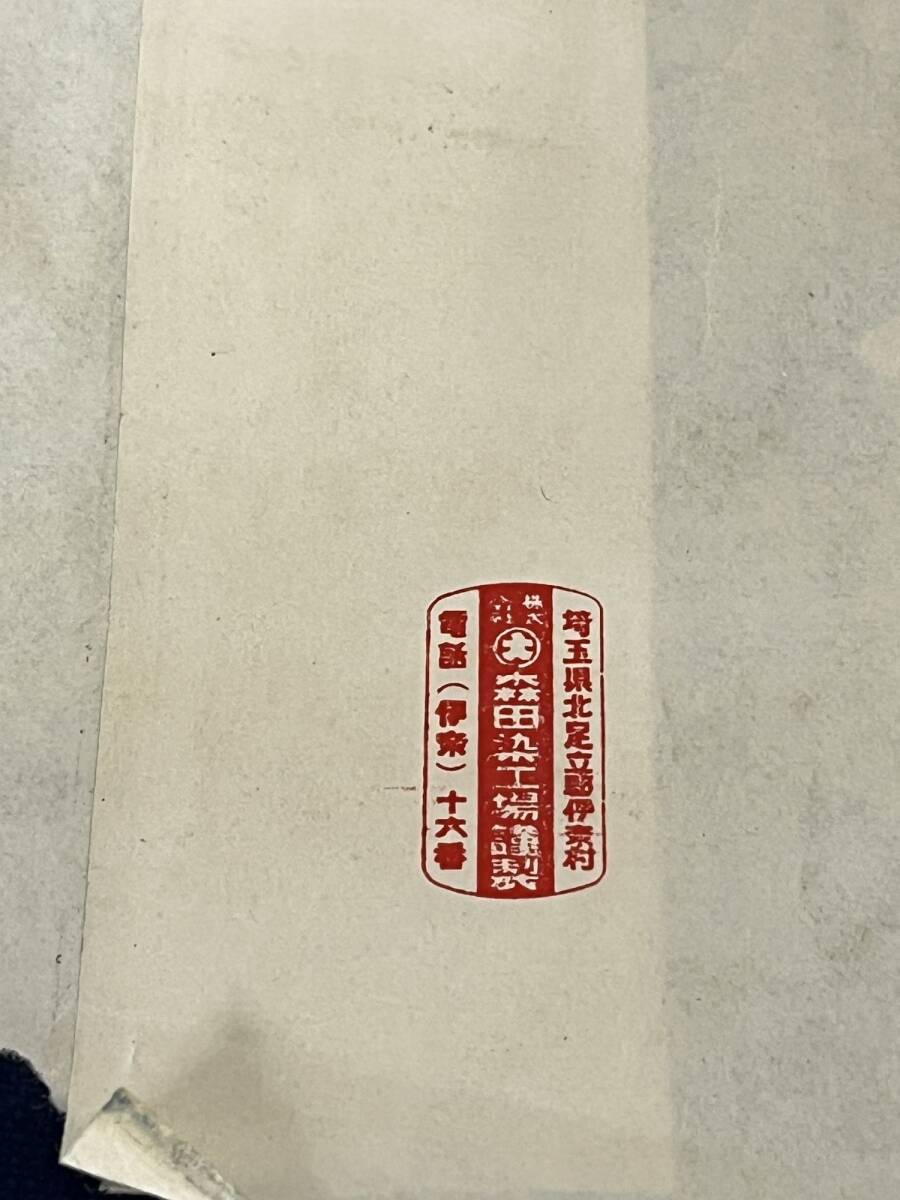 埼玉県北足立郡伊奈村
株式会社
大
森田染工場謹製
電話(伊奈)十六番